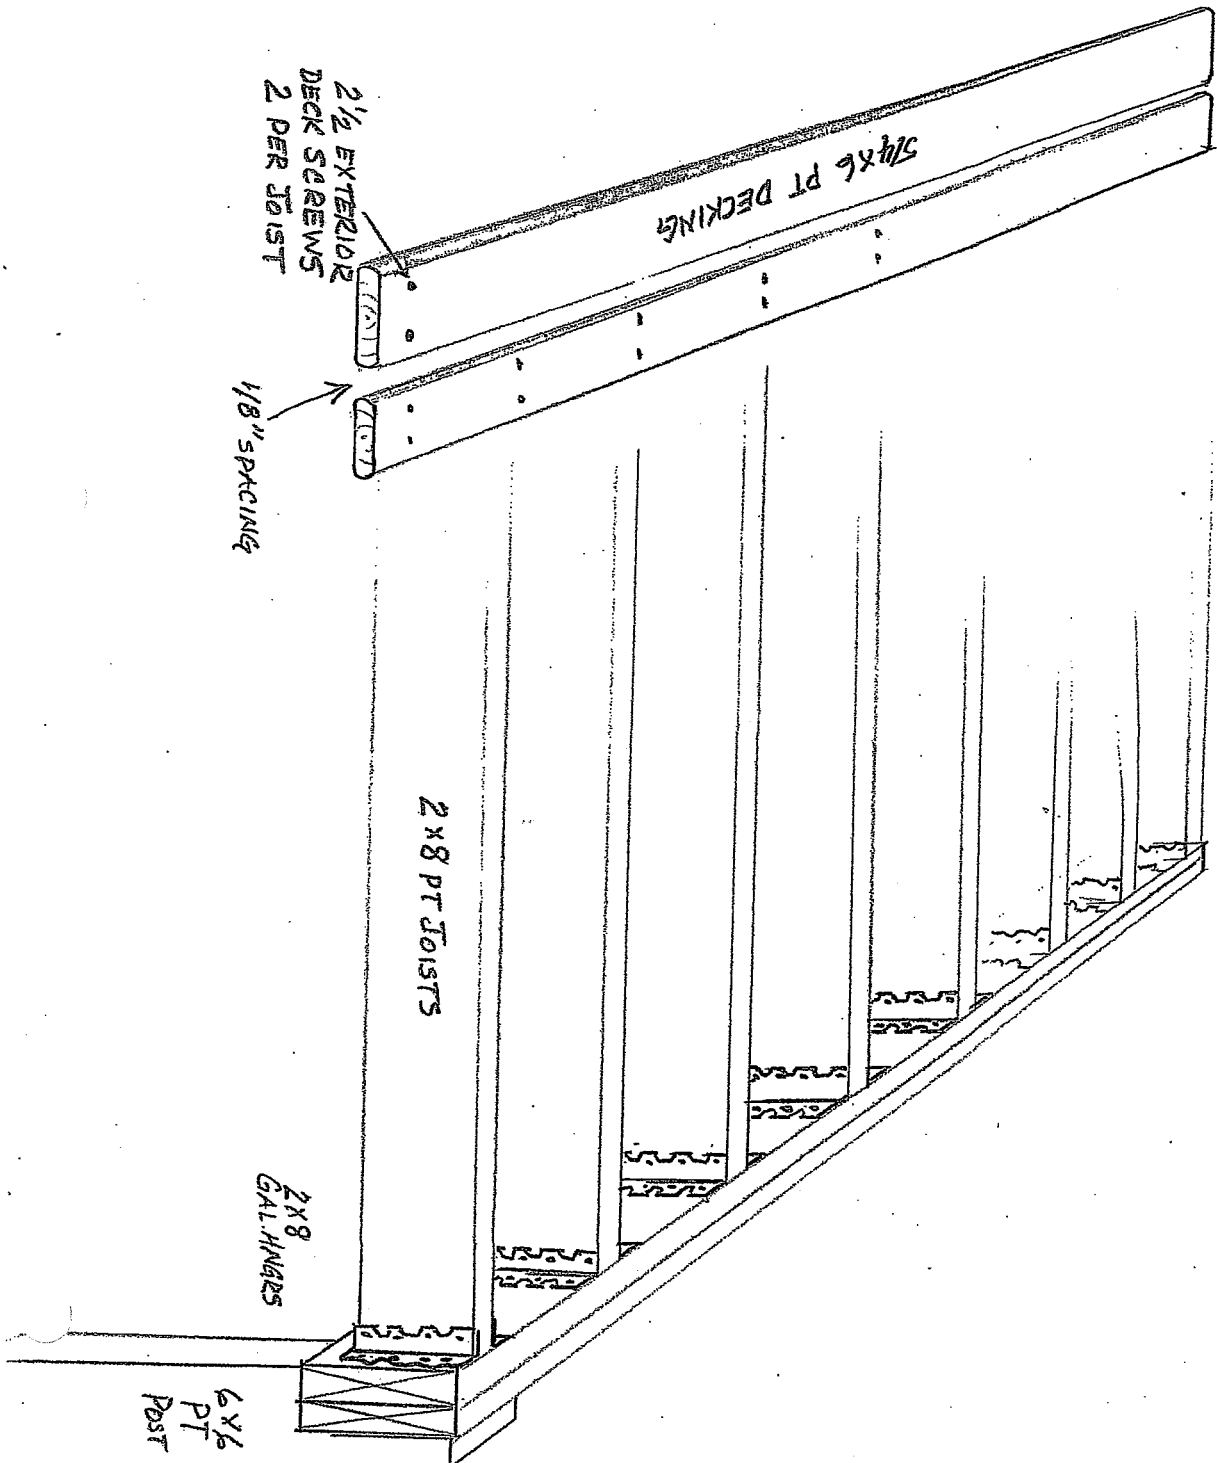 5/4X6 PT DECKING
2½ EXTERIOR
DECK SCREWS
2 PER JOIST
1/8" SPACING
2X8 PT JOISTS
2X8
GAL. HNGRS
6X6
PT
POST